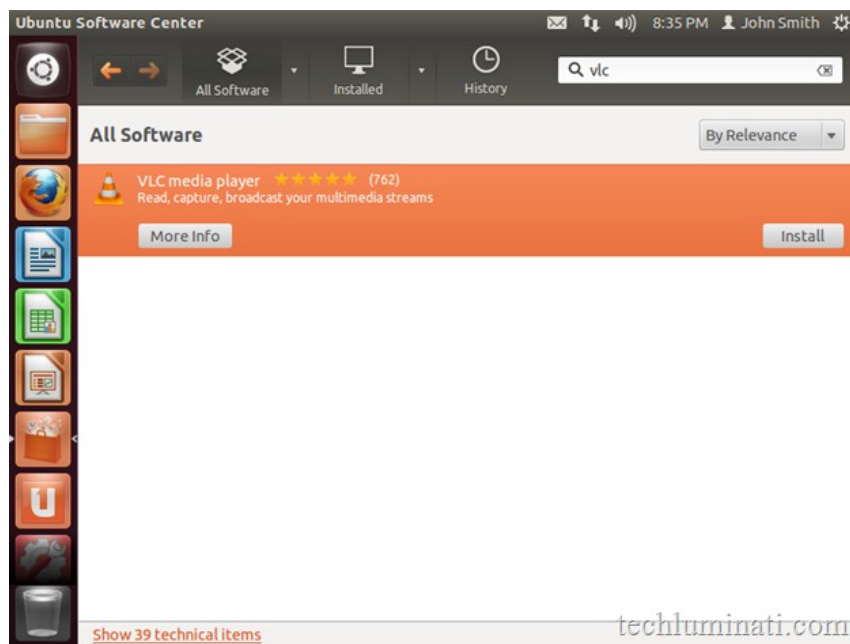 Ubuntu Software Center
8:35 PM John Smith
All Software
Installed
History
vlc
All Software
By Relevance
VLC media player (762)
Read, capture, broadcast your multimedia streams
More Info
Install
Show 39 technical items
techluminati.com